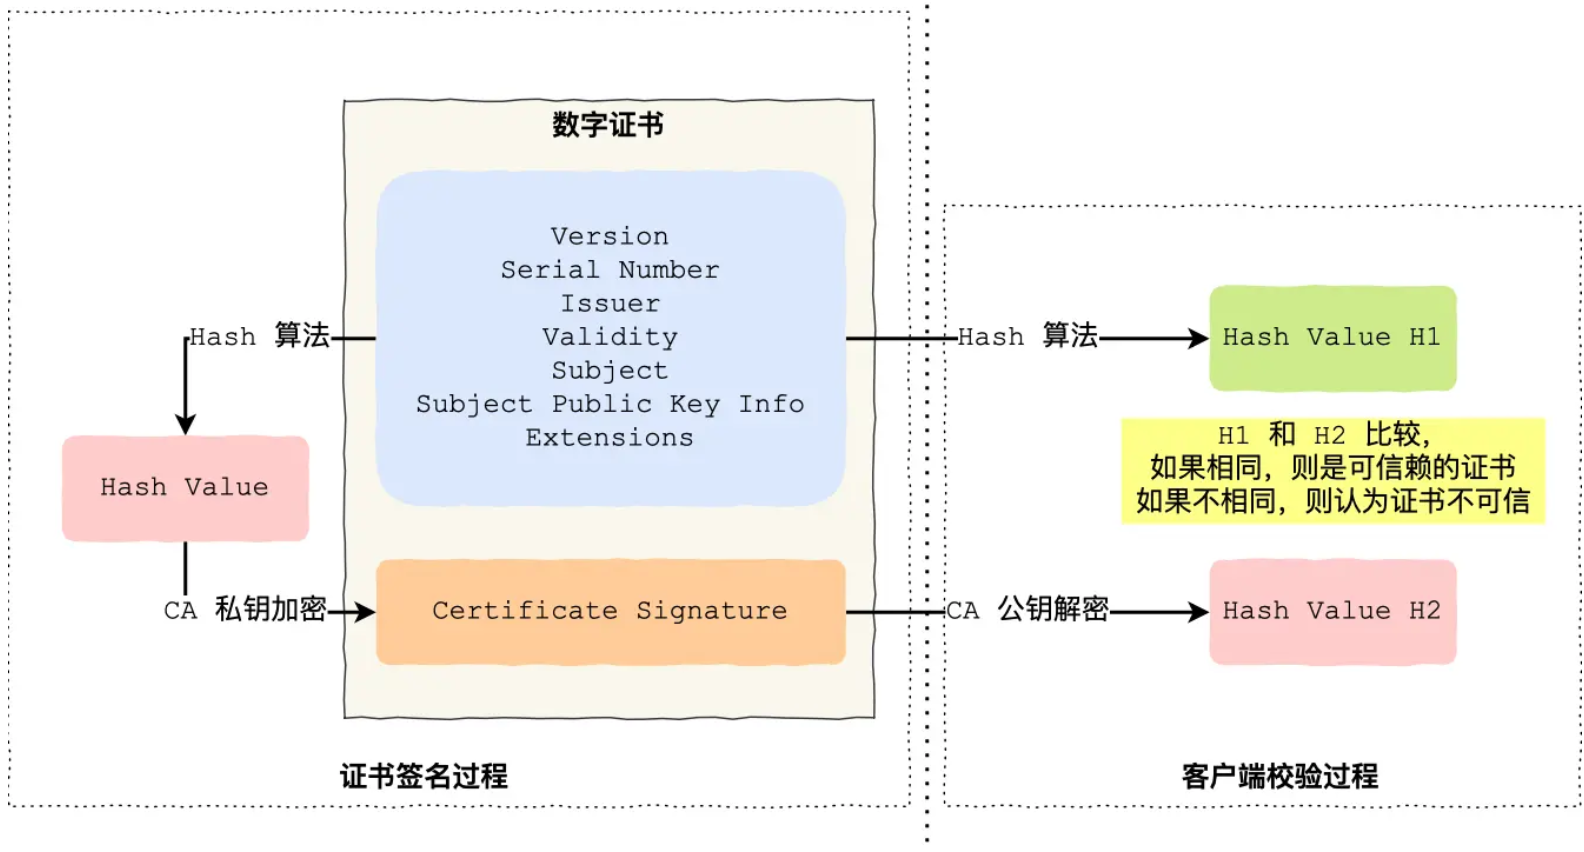 数字证书
Version
Serial Number
Issuer
Validity
Subject
Subject Public Key Info
Extensions
Hash 算法
Hash Value
CA 私钥加密
Certificate Signature
证书签名过程
Hash 算法
Hash Value H1
H1 和 H2 比较,
如果相同，则是可信赖的证书
如果不相同，则认为证书不可信
CA 公钥解密
Hash Value H2
客户端校验过程